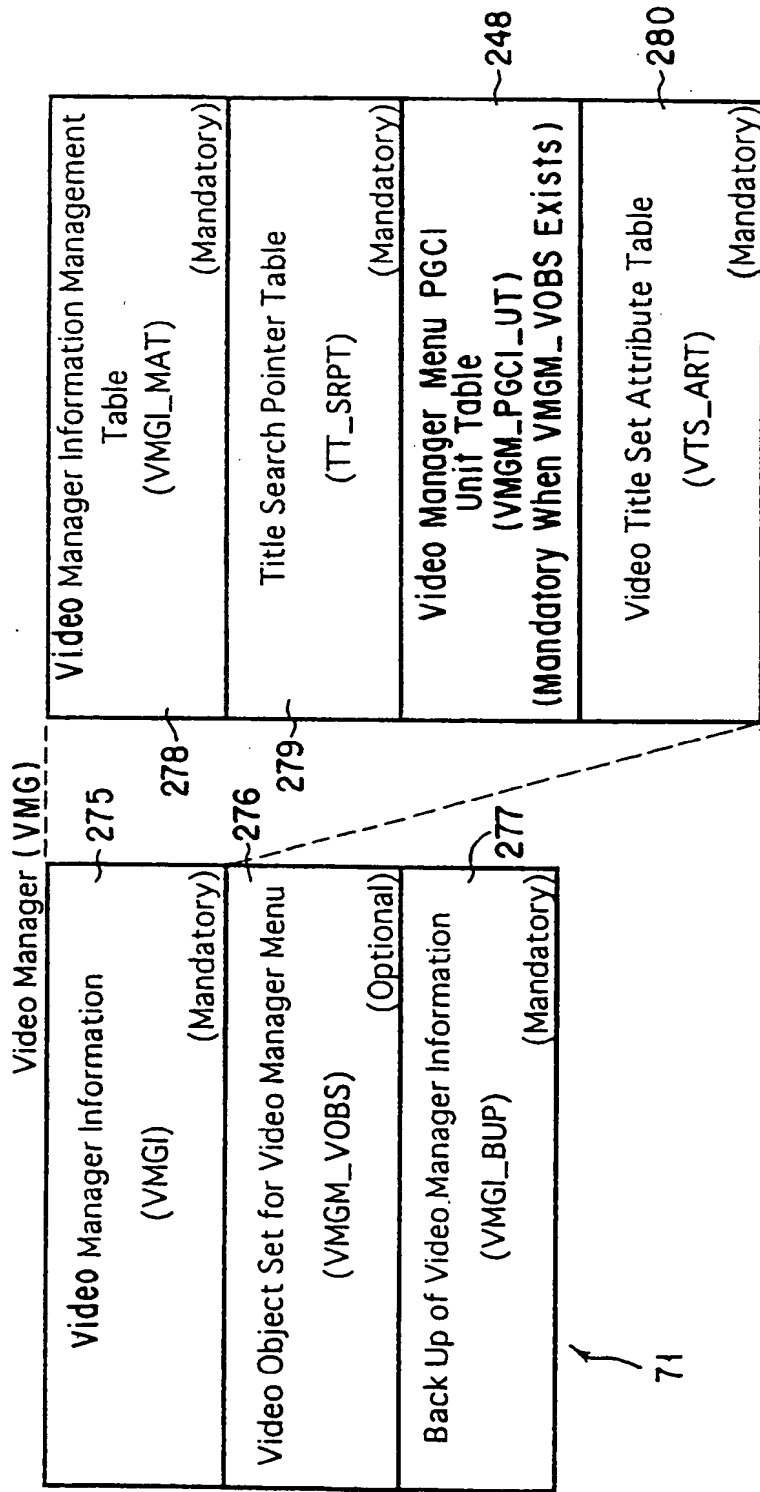 Video Manager (VMG)
Video Manager Information
(VMGI)
(Mandatory)
275
Video Object Set for Video Manager Menu
(VMGM_VOBS)
(Optional)
276
Back Up of Video Manager Information
(VMGI_BUP)
(Mandatory)
277
71
Video Manager Information Management
Table
(VMGI_MAT)
(Mandatory)
278
Title Search Pointer Table
(TT_SRPT)
(Mandatory)
279
Video Manager Menu PGCI
Unit Table
(VMGM_PGCI_UT)
(Mandatory When VMGM_VOBS Exists)
248
Video Title Set Attribute Table
(VTS_ART)
(Mandatory)
280